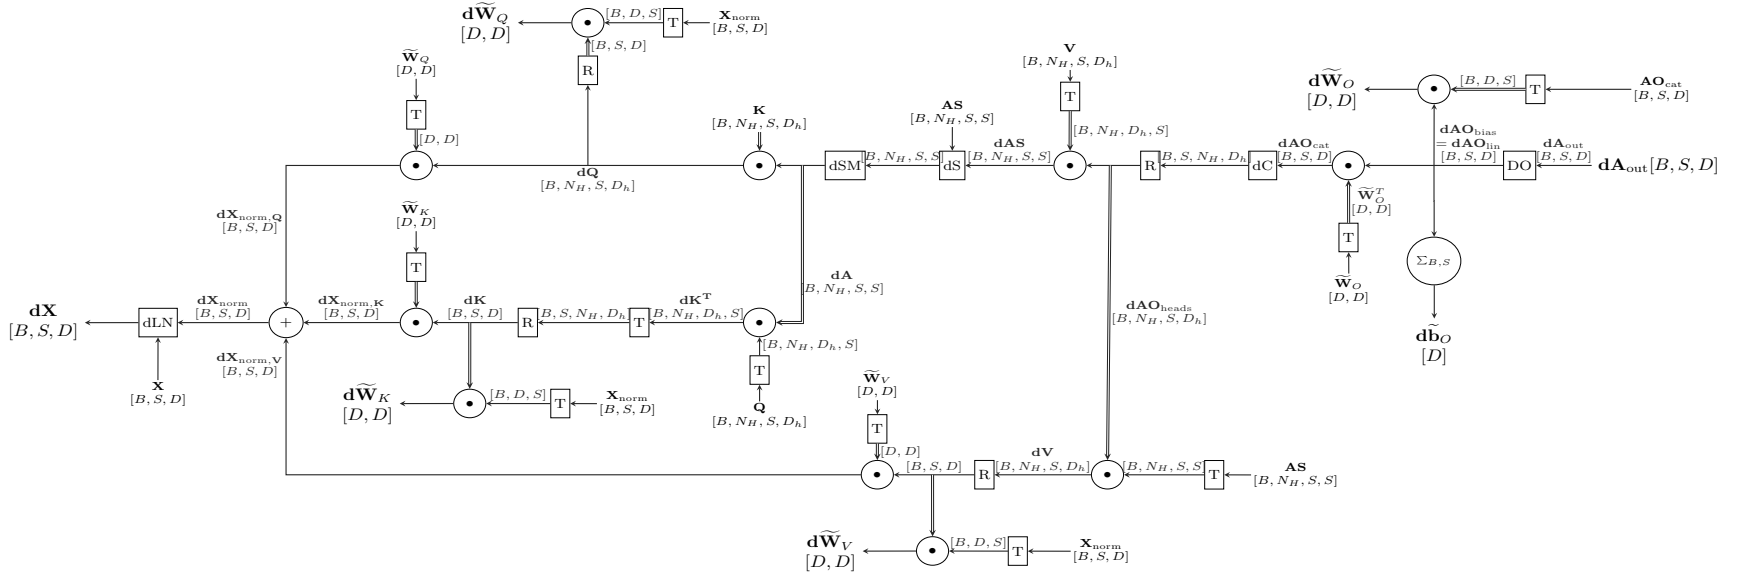 dW̃_Q
[D, D]
[B, D, S]
T
X_norm
[B, S, D]
[B, S, D]
R
W̃_Q
[D, D]
T
[D, D]
K
[B, N_H, S, D_h]
AS
[B, N_H, S, S]
V
[B, N_H, S, D_h]
T
[B, N_H, D_h, S]
dW̃_O
[D, D]
[B, D, S]
T
AO_cat
[B, S, D]
dQ
[B, N_H, S, D_h]
dSM
[B, N_H, S, S]
dS
dAS
[B, N_H, S, S]
R
[B, S, N_H, D_h]
dC
dAO_cat
[B, S, D]
dAO_bias
= dAO_lin
[B, S, D]
DO
dA_out
[B, S, D]
dA_out[B, S, D]
W̃_O^T
[D, D]
T
W̃_O
[D, D]
Σ_{B,S}
db̃_O
[D]
dX_norm,Q
[B, S, D]
W̃_K
[D, D]
T
dA
[B, N_H, S, S]
dAO_heads
[B, N_H, S, D_h]
dX
[B, S, D]
dLN
dX_norm
[B, S, D]
+
dX_norm,K
[B, S, D]
dK
[B, S, D]
R
[B, S, N_H, D_h]
T
dK^T
[B, N_H, D_h, S]
[B, N_H, D_h, S]
T
Q
[B, N_H, S, D_h]
X
[B, S, D]
dX_norm,V
[B, S, D]
dW̃_K
[D, D]
[B, D, S]
T
X_norm
[B, S, D]
W̃_V
[D, D]
T
[D, D]
[B, S, D]
R
dV
[B, N_H, S, D_h]
[B, N_H, S, S]
T
AS
[B, N_H, S, S]
dW̃_V
[D, D]
[B, D, S]
T
X_norm
[B, S, D]